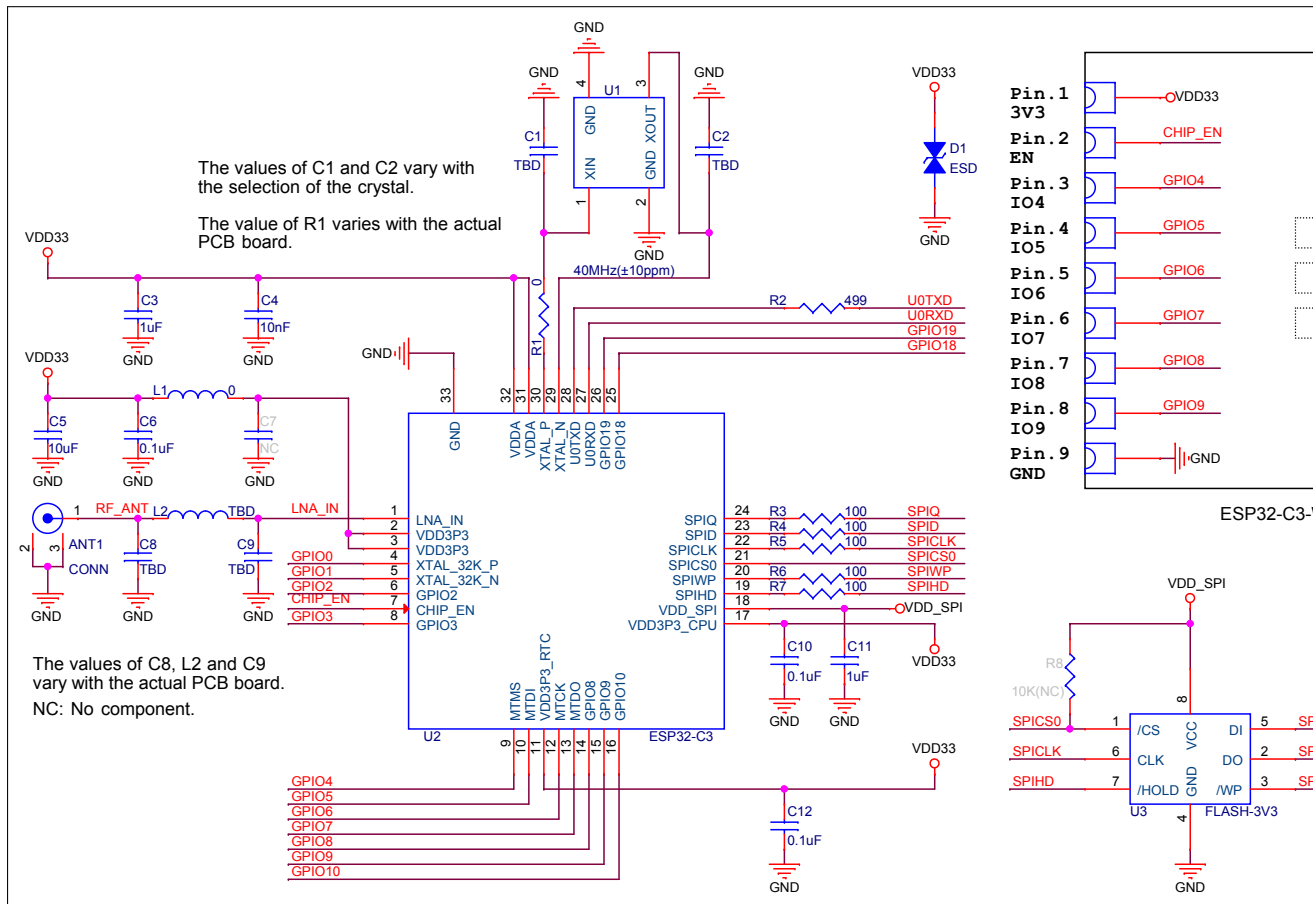 GND
GND
GND
VDD33
4
3
U1
GND
XOUT
XIN
GND
1
2
C1
TBD
C2
TBD
GND
D1
ESD
GND
The values of C1 and C2 vary with
the selection of the crystal.
The value of R1 varies with the actual
PCB board.
40MHz(±10ppm)
VDD33
C3
1uF
GND
C4
10nF
GND
0
R1
R2
499
U0TXD
U0RXD
GPIO19
GPIO18
GND
VDD33
L1
0
C5
10uF
GND
C6
0.1uF
GND
C7
NC
GND
33
32
31
30
29
28
27
26
25
GND
VDDA
VDDA
XTAL_P
XTAL_N
U0TXD
U0RXD
GPIO19
GPIO18
1
RF_ANT
L2
TBD
LNA_IN
2
3
ANT1
CONN
GND
C8
TBD
GND
C9
TBD
GND
GPIO0
GPIO1
GPIO2
CHIP_EN
GPIO3
1
2
3
4
5
6
7
8
LNA_IN
VDD3P3
VDD3P3
XTAL_32K_P
XTAL_32K_N
GPIO2
CHIP_EN
GPIO3
SPIQ
SPID
SPICLK
SPICS0
SPIWP
SPIHD
VDD_SPI
VDD3P3_CPU
24
23
22
21
20
19
18
17
R3
100
SPIQ
R4
100
SPID
R5
100
SPICLK
SPICS0
R6
100
SPIWP
R7
100
SPIHD
VDD_SPI
VDD33
C10
0.1uF
GND
C11
1uF
GND
The values of C8, L2 and C9
vary with the actual PCB board.
NC: No component.
MTMS
MTDI
VDD3P3_RTC
MTCK
MTDO
GPIO8
GPIO9
GPIO10
U2
ESP32-C3
9
10
11
12
13
14
15
16
GPIO4
GPIO5
GPIO6
GPIO7
GPIO8
GPIO9
GPIO10
VDD33
C12
0.1uF
GND
Pin.1
3V3
VDD33
Pin.2
EN
CHIP_EN
Pin.3
IO4
GPIO4
Pin.4
IO5
GPIO5
Pin.5
IO6
GPIO6
Pin.6
IO7
GPIO7
Pin.7
IO8
GPIO8
Pin.8
IO9
GPIO9
Pin.9
GND
GND
ESP32-C3-
VDD_SPI
R8
10K(NC)
8
SPICS0
1
/CS
VCC
DI
5
SP
SPICLK
6
CLK
DO
2
SP
SPIHD
7
/HOLD
GND
/WP
3
SP
U3
4
FLASH-3V3
GND